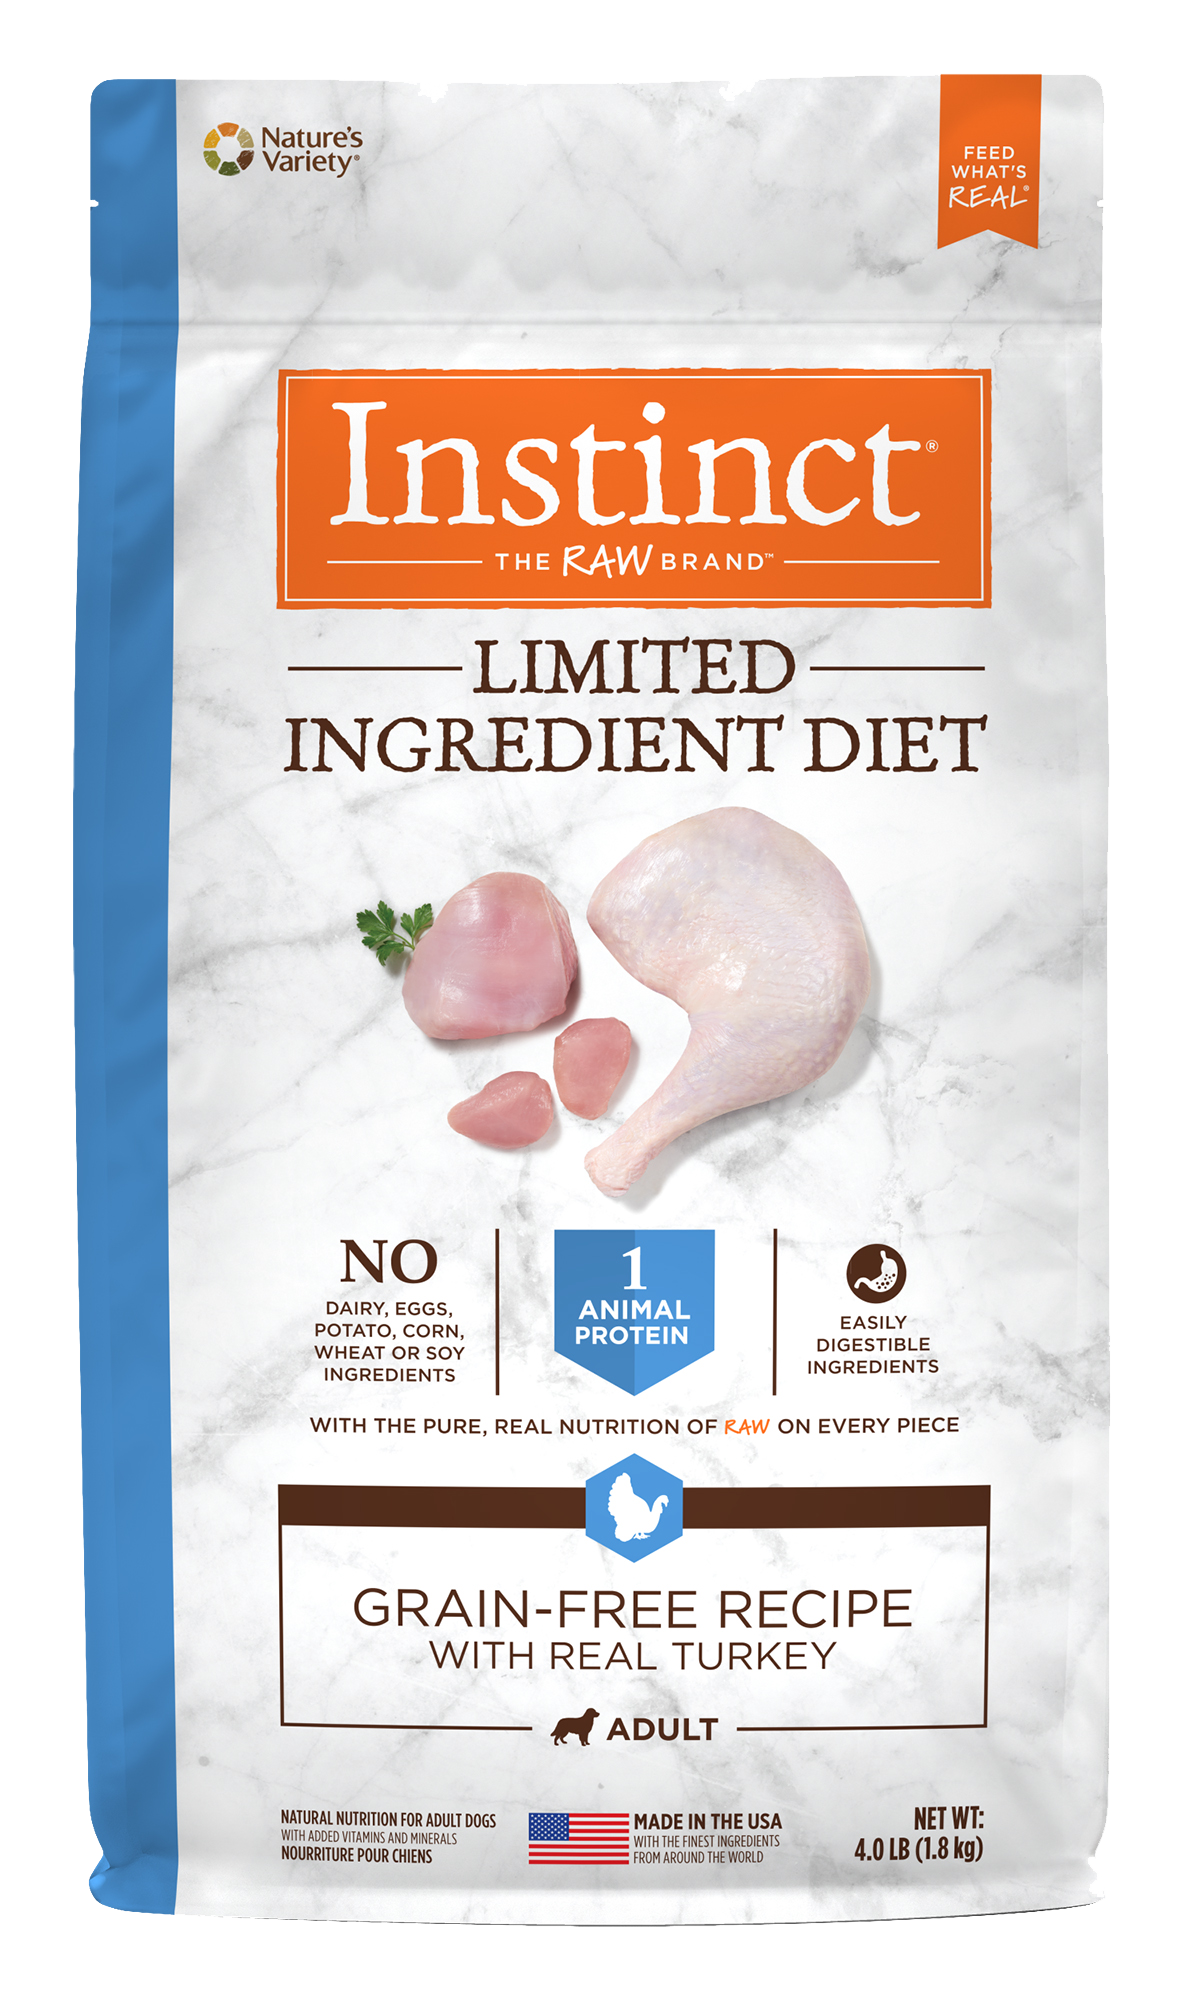 Nature's
Variety®
FEED
WHAT'S
REAL®
Instinct®
THE RAW BRAND™
LIMITED
INGREDIENT DIET
NO
DAIRY, EGGS,
POTATO, CORN,
WHEAT OR SOY
INGREDIENTS
1
ANIMAL
PROTEIN
EASILY
DIGESTIBLE
INGREDIENTS
WITH THE PURE, REAL NUTRITION OF RAW ON EVERY PIECE
GRAIN-FREE RECIPE
WITH REAL TURKEY
ADULT
NATURAL NUTRITION FOR ADULT DOGS
WITH ADDED VITAMINS AND MINERALS
NOURRITURE POUR CHIENS
MADE IN THE USA
WITH THE FINEST INGREDIENTS
FROM AROUND THE WORLD
NET WT:
4.0 LB (1.8 kg)